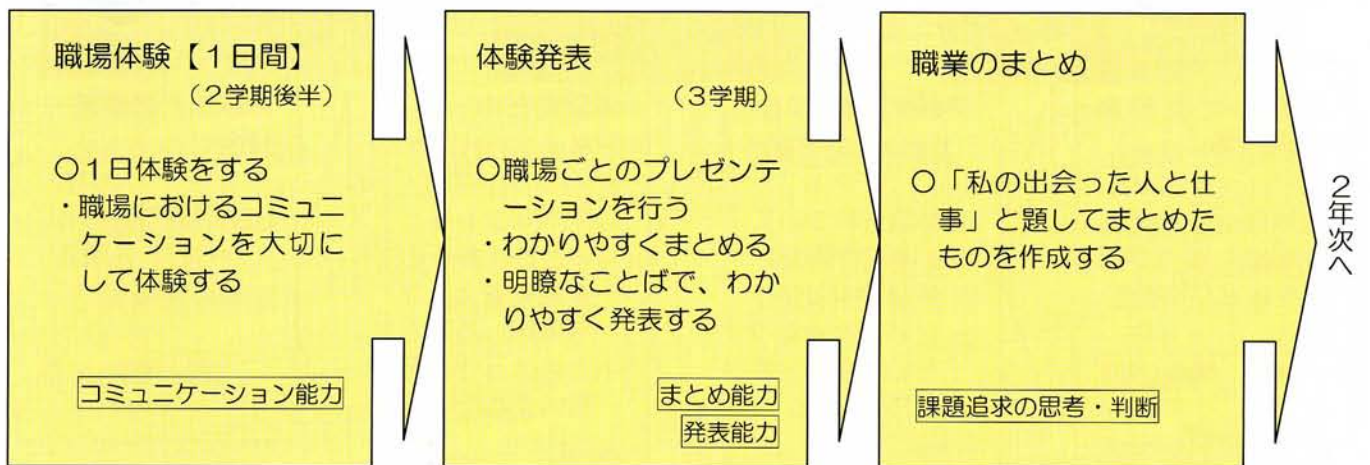 職場体験【1日間】
(2学期後半)
○1日体験をする
・職場におけるコミュニ
ケーションを大切に
して体験する
コミュニケーション能力
体験発表
(3学期)
○職場ごとのプレゼンテ
ーションを行う
・わかりやすくまとめる
・明瞭なことばで、わか
りやすく発表する
まとめ能力
発表能力
職業のまとめ
○「私の出会った人と仕
事」と題してまとめた
ものを作成する
課題追求の思考・判断
2年次へ